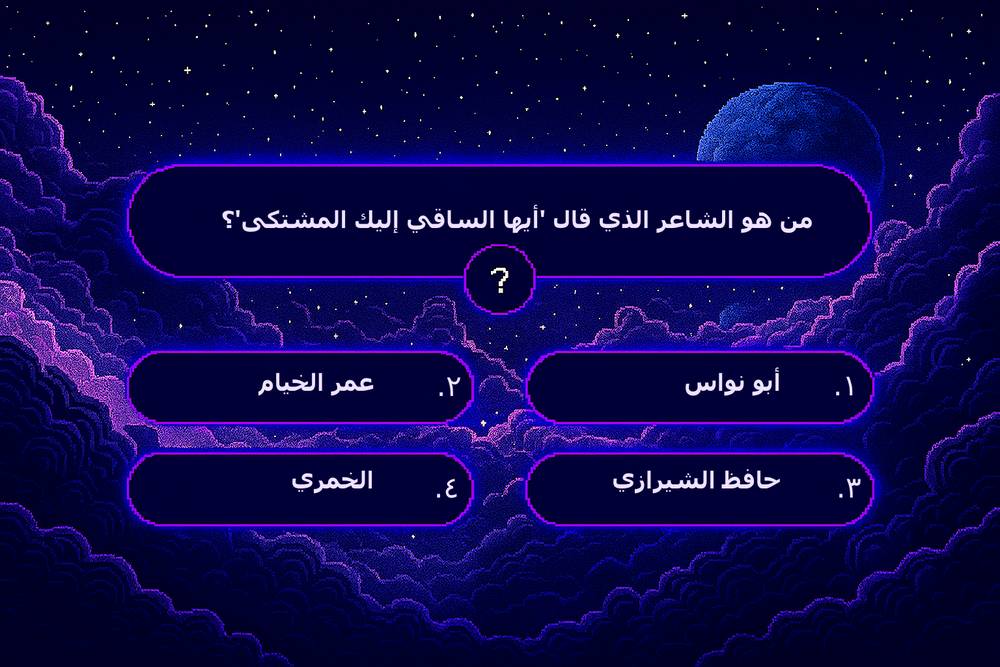 من هو الشاعر الذي قال 'أيها الساقي إليك المشتكى'؟
?
١. أبو نواس
٢. عمر الخيام
٣. حافظ الشيرازي
٤. الخمري